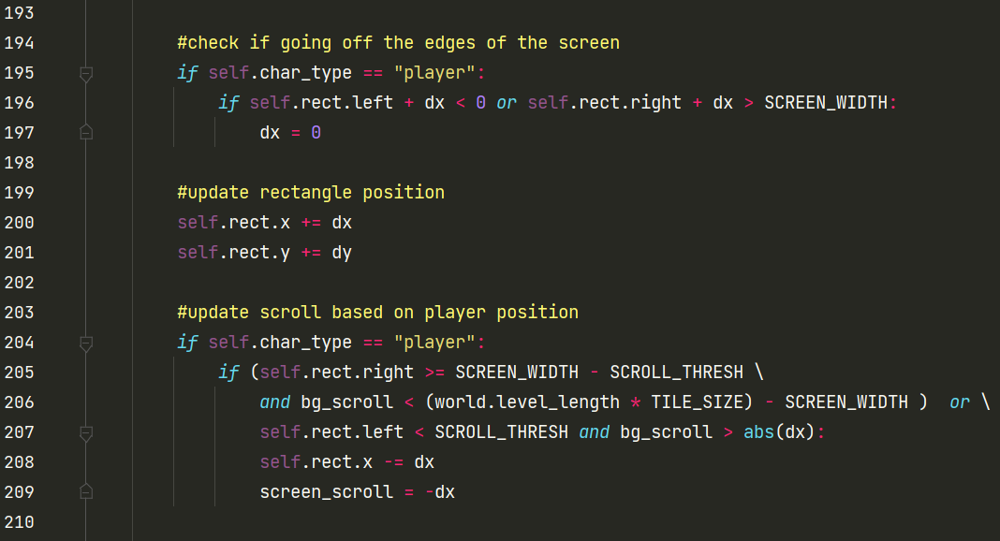 193
194 #check if going off the edges of the screen
195 if self.char_type == "player":
196 if self.rect.left + dx < 0 or self.rect.right + dx > SCREEN_WIDTH:
197 dx = 0
198
199 #update rectangle position
200 self.rect.x += dx
201 self.rect.y += dy
202
203 #update scroll based on player position
204 if self.char_type == "player":
205 if (self.rect.right >= SCREEN_WIDTH - SCROLL_THRESH \
206 and bg_scroll < (world.level_length * TILE_SIZE) - SCREEN_WIDTH )  or \
207 self.rect.left < SCROLL_THRESH and bg_scroll > abs(dx):
208 self.rect.x -= dx
209 screen_scroll = -dx
210